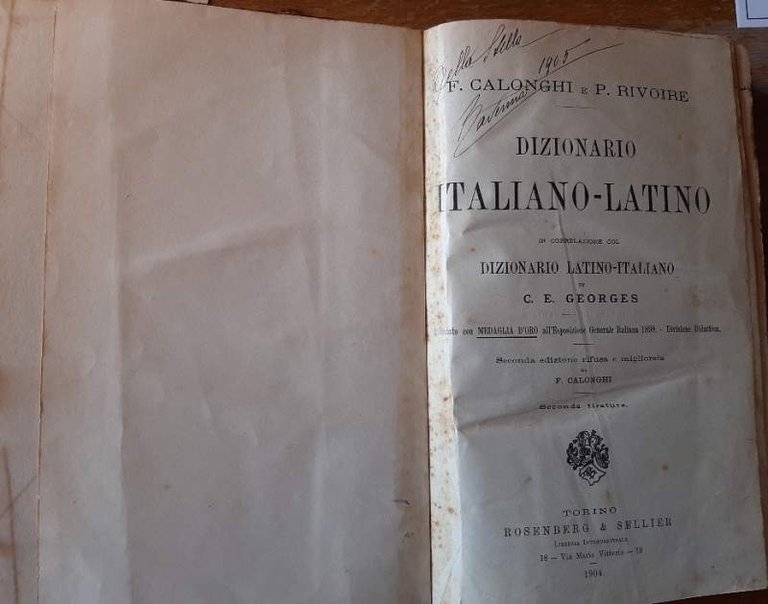 Della Stella
1905
F. CALONGHI E P. RIVOIRE
DIZIONARIO
ITALIANO-LATINO
IN CORRELAZIONE COL
DIZIONARIO LATINO-ITALIANO
DI
C. E. GEORGES
con MEDAGLIA D'ORO all'Esposizione Generale Italiana 1898. - Divisione Didattica.
Seconda edizione rifusa e migliorata
DA
F. CALONGHI
Seconda tiratura.
TORINO
ROSENBERG & SELLIER
LIBRERIA INTERNAZIONALE
18 — Via Maria Vittoria — 18
1904.